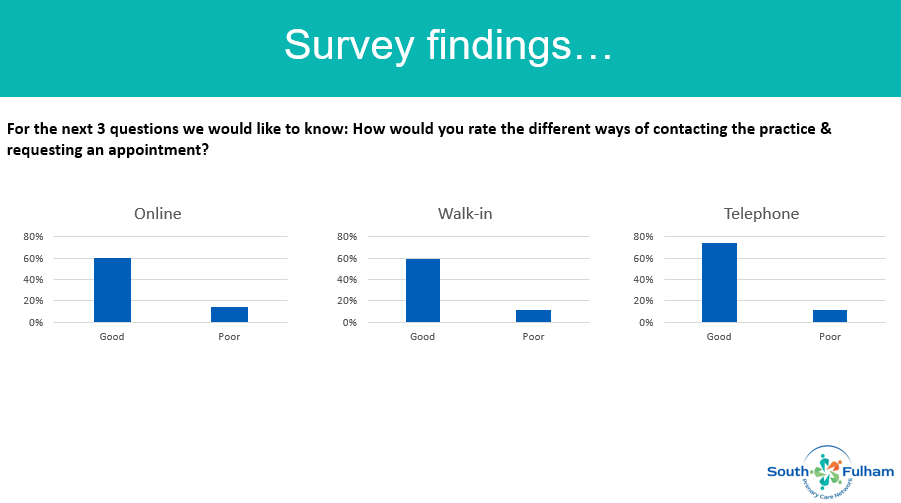 Survey findings…
For the next 3 questions we would like to know: How would you rate the different ways of contacting the practice &
requesting an appointment?
Online
80%
60%
40%
20%
0%
Good Poor
Walk-in
80%
60%
40%
20%
0%
Good Poor
Telephone
80%
60%
40%
20%
0%
Good Poor
South Fulham
Primary Care Network